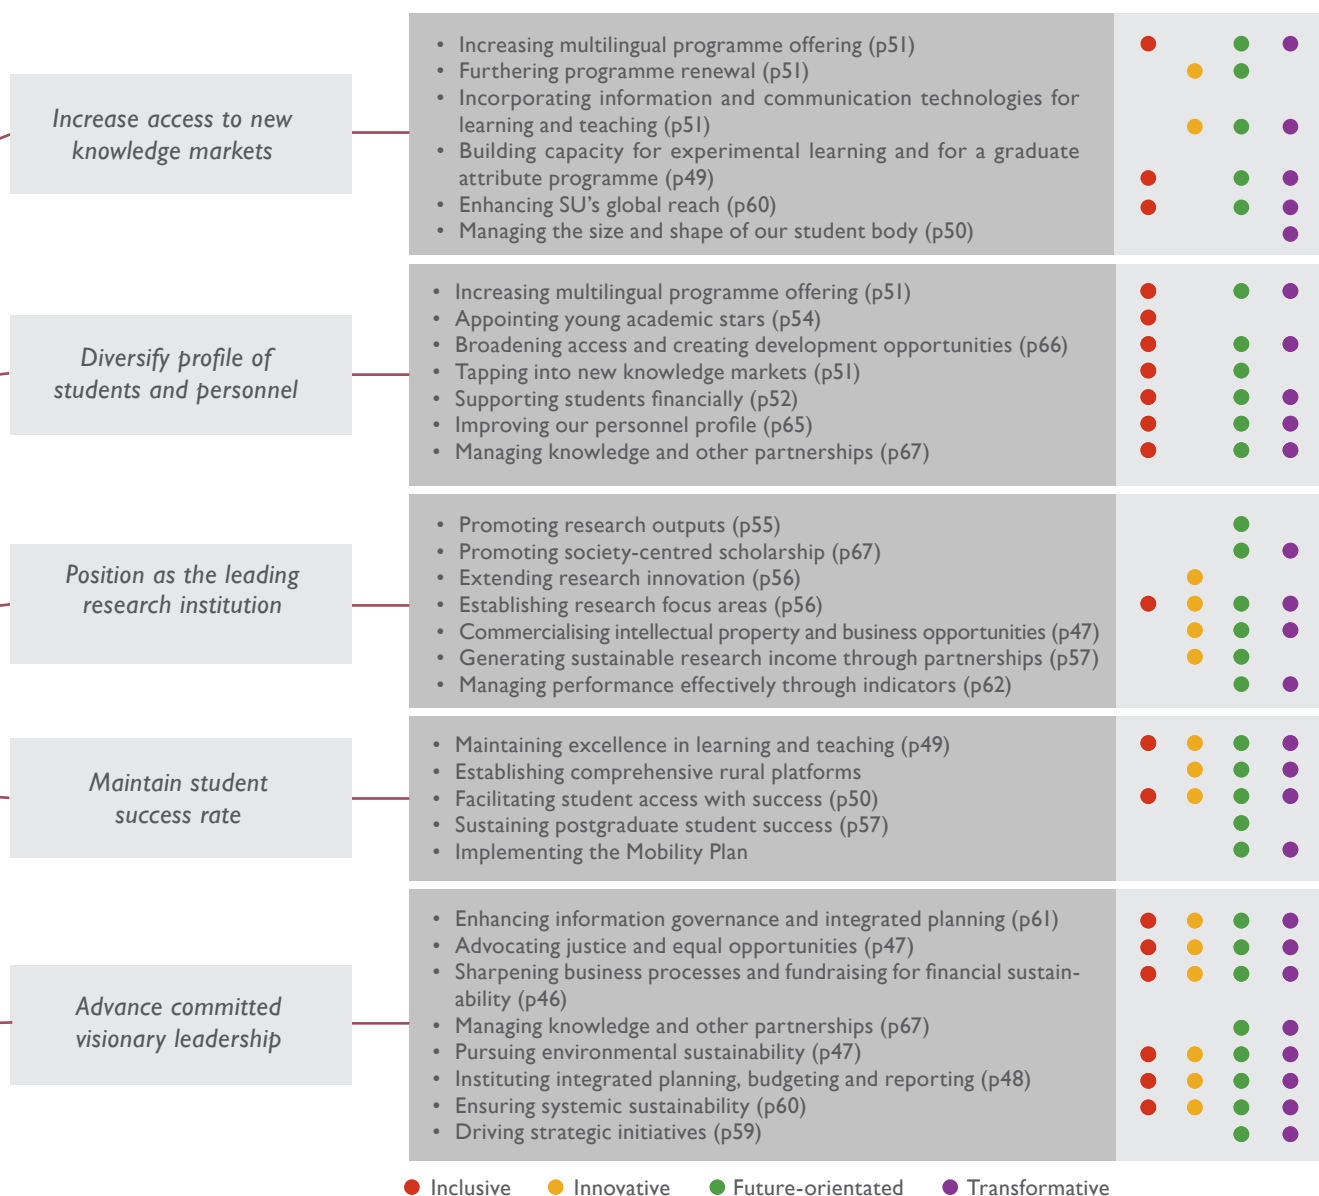 Increase access to new
knowledge markets
• Increasing multilingual programme offering (p51)
• Furthering programme renewal (p51)
• Incorporating information and communication technologies for
learning and teaching (p51)
• Building capacity for experimental learning and for a graduate
attribute programme (p49)
• Enhancing SU's global reach (p60)
• Managing the size and shape of our student body (p50)
Diversify profile of
students and personnel
• Increasing multilingual programme offering (p51)
• Appointing young academic stars (p54)
• Broadening access and creating development opportunities (p66)
• Tapping into new knowledge markets (p51)
• Supporting students financially (p52)
• Improving our personnel profile (p65)
• Managing knowledge and other partnerships (p67)
Position as the leading
research institution
• Promoting research outputs (p55)
• Promoting society-centred scholarship (p67)
• Extending research innovation (p56)
• Establishing research focus areas (p56)
• Commercialising intellectual property and business opportunities (p47)
• Generating sustainable research income through partnerships (p57)
• Managing performance effectively through indicators (p62)
Maintain student
success rate
• Maintaining excellence in learning and teaching (p49)
• Establishing comprehensive rural platforms
• Facilitating student access with success (p50)
• Sustaining postgraduate student success (p57)
• Implementing the Mobility Plan
Advance committed
visionary leadership
• Enhancing information governance and integrated planning (p61)
• Advocating justice and equal opportunities (p47)
• Sharpening business processes and fundraising for financial sustain-
ability (p46)
• Managing knowledge and other partnerships (p67)
• Pursuing environmental sustainability (p47)
• Instituting integrated planning, budgeting and reporting (p48)
• Ensuring systemic sustainability (p60)
• Driving strategic initiatives (p59)
Inclusive Innovative Future-orientated Transformative